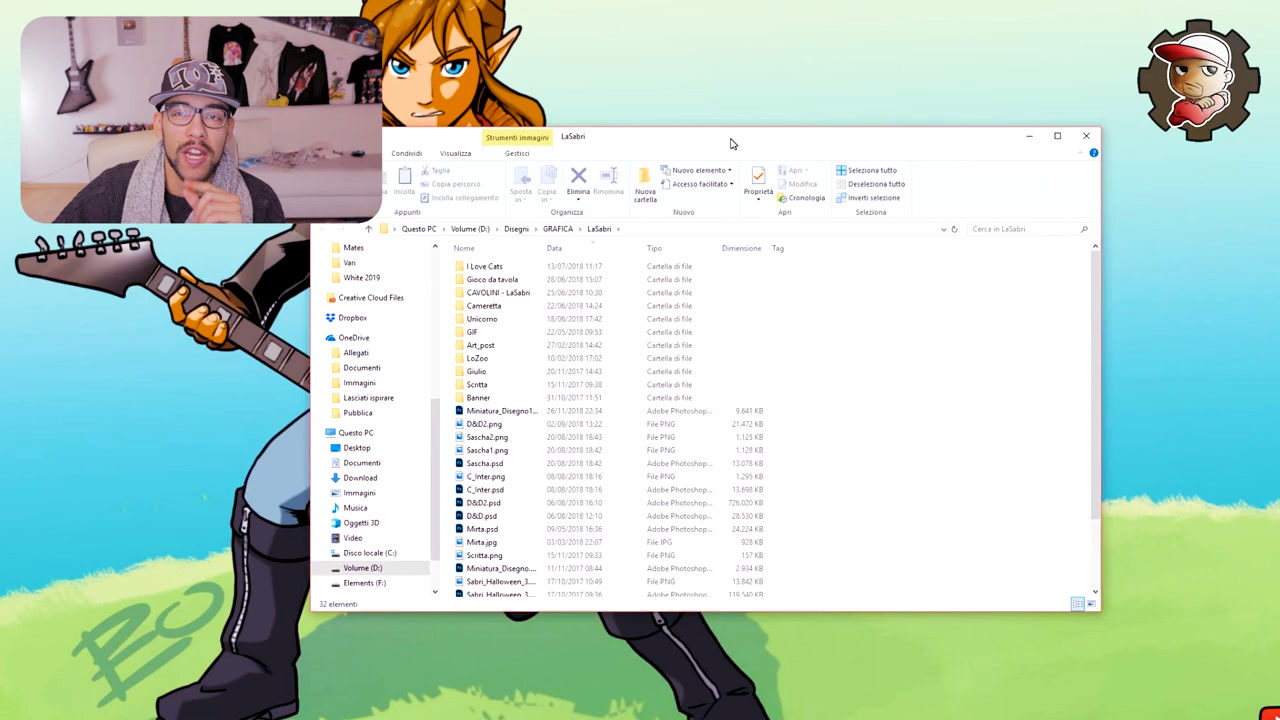 Strumenti immagini LaSabri
Condividi Visualizza Gestisci
Incolla
Taglia
Copia percorso
Incolla collegamento
Appunti
Sposta in
Copia in
Elimina
Rinomina
Organizza
Nuova cartella
Nuovo elemento
Accesso facilitato
Nuovo
Proprietà
Apri
Modifica
Cronologia
Apri
Seleziona tutto
Deseleziona tutto
Inverti selezione
Seleziona
Questo PC > Volume (D:) > Disegni > GRAFICA > LaSabri >
Cerca in LaSabri
Mates
Vari
White 2019
Creative Cloud Files
Dropbox
OneDrive
Allegati
Documenti
Immagini
Lasciati ispirare
Pubblica
Questo PC
Desktop
Documenti
Download
Immagini
Musica
Oggetti 3D
Video
Disco locale (C:)
Volume (D:)
Elements (F:)
Nome Data Tipo Dimensione Tag
I Love Cats 13/07/2018 11:17 Cartella di file
Gioco da tavola 28/06/2018 15:07 Cartella di file
CAVOLINI - LaSabri 25/06/2018 10:30 Cartella di file
Cameretta 22/06/2018 14:24 Cartella di file
Unicorno 18/06/2018 17:42 Cartella di file
GIF 22/05/2018 09:53 Cartella di file
Art_post 27/02/2018 14:42 Cartella di file
LoZoo 10/02/2018 17:02 Cartella di file
Giulio 20/11/2017 14:43 Cartella di file
Scritta 15/11/2017 09:38 Cartella di file
Banner 31/10/2017 11:51 Cartella di file
Miniatura_Disegno1... 26/11/2018 22:34 Adobe Photoshop... 9.641 KB
D&D2.png 02/09/2018 13:22 File PNG 21.472 KB
Sascha2.png 20/08/2018 18:43 File PNG 1.125 KB
Sascha1.png 20/08/2018 18:42 File PNG 1.128 KB
Sascha.psd 20/08/2018 18:42 Adobe Photoshop... 13.078 KB
C_Inter.png 08/08/2018 18:16 File PNG 1.295 KB
C_Inter.psd 08/08/2018 18:16 Adobe Photoshop... 13.698 KB
D&D2.psd 06/08/2018 16:10 Adobe Photoshop... 726.020 KB
D&D.psd 06/08/2018 12:10 Adobe Photoshop... 28.530 KB
Mirta.psd 09/05/2018 16:36 Adobe Photoshop... 24.224 KB
Mirta.jpg 03/03/2018 22:07 File JPG 928 KB
Scritta.png 15/11/2017 09:33 File PNG 157 KB
Miniatura_Disegno.... 11/11/2017 08:44 Adobe Photoshop... 2.934 KB
Sabri_Halloween_3.... 17/10/2017 10:49 File PNG 13.842 KB
Sabri_Halloween_3.... 17/10/2017 09:36 Adobe Photoshop... 119.540 KB
32 elementi
BO